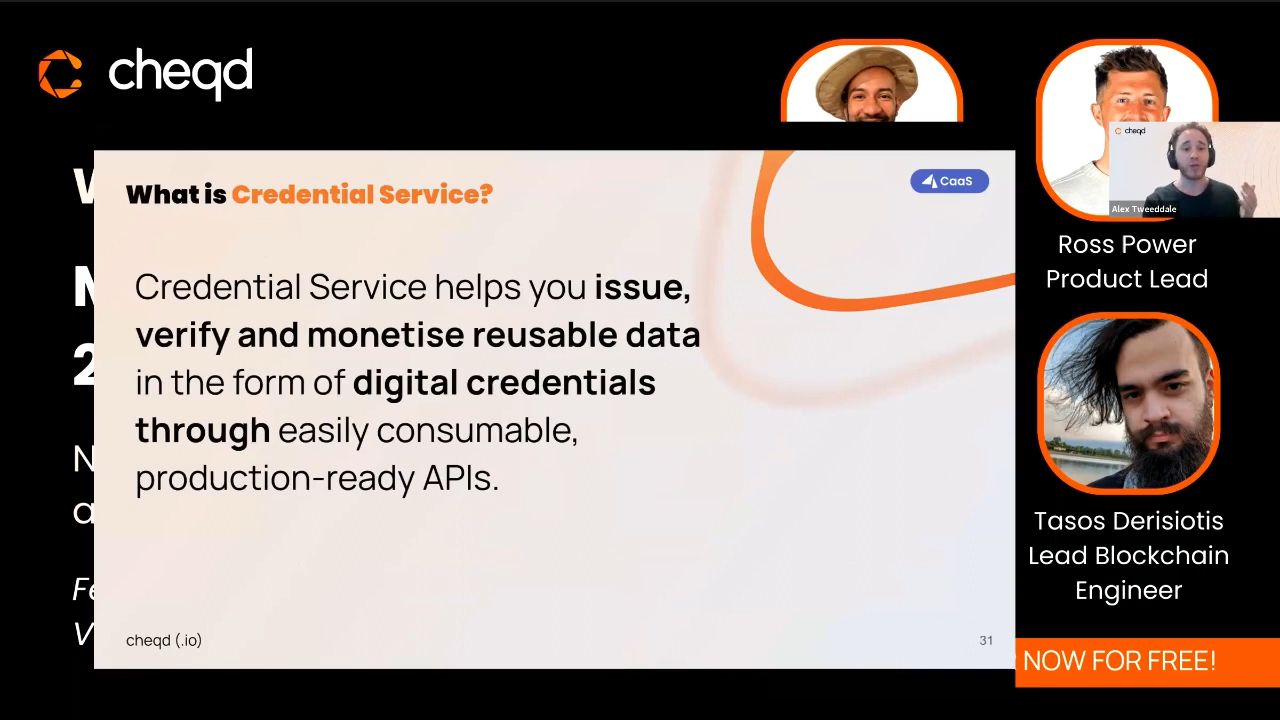 cheqd
What is Credential Service?
CaaS
Credential Service helps you issue,
verify and monetise reusable data
in the form of digital credentials
through easily consumable,
production-ready APIs.
cheqd (.io)
31
cheqd
Alex Tweeddale
Ross Power
Product Lead
Tasos Derisiotis
Lead Blockchain
Engineer
NOW FOR FREE!